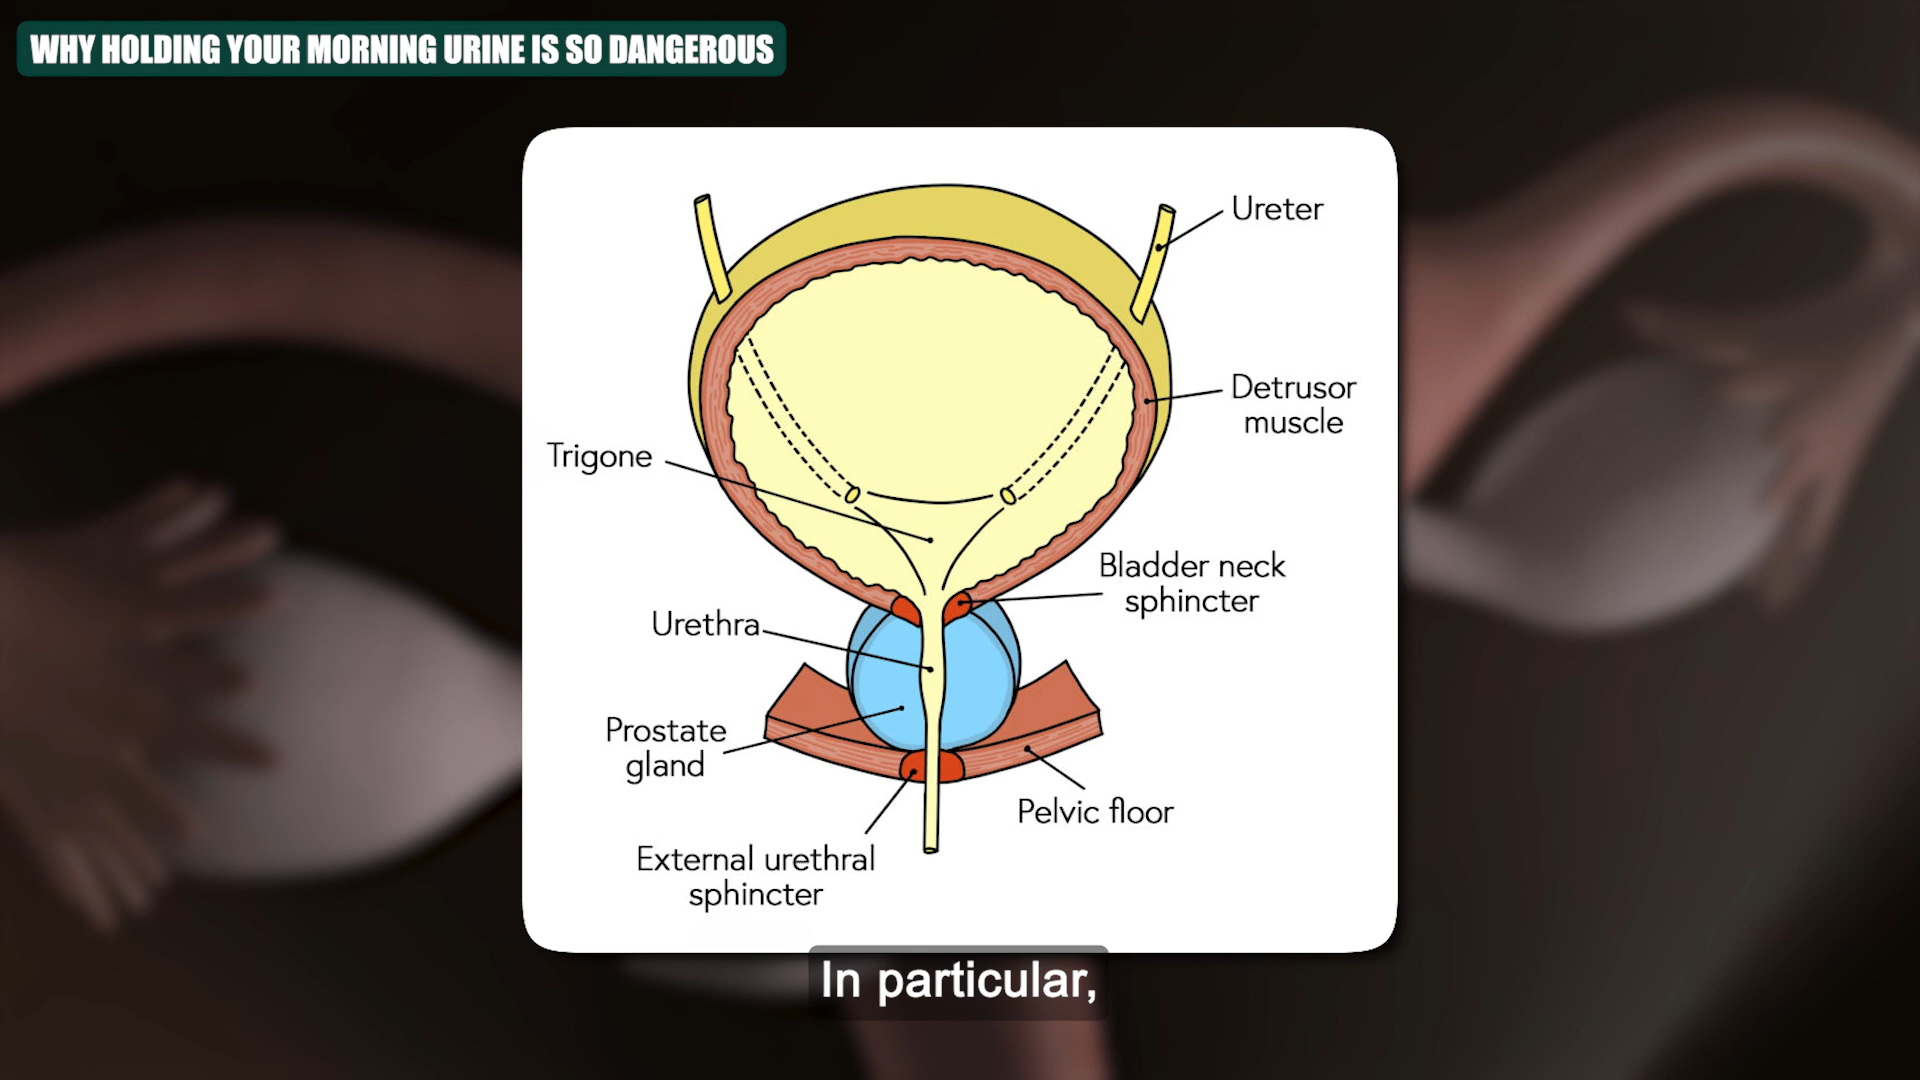 WHY HOLDING YOUR MORNING URINE IS SO DANGEROUS
Ureter
Detrusor
muscle
Trigone
Bladder neck
sphincter
Urethra
Prostate
gland
Pelvic floor
External urethral
sphincter
In particular,